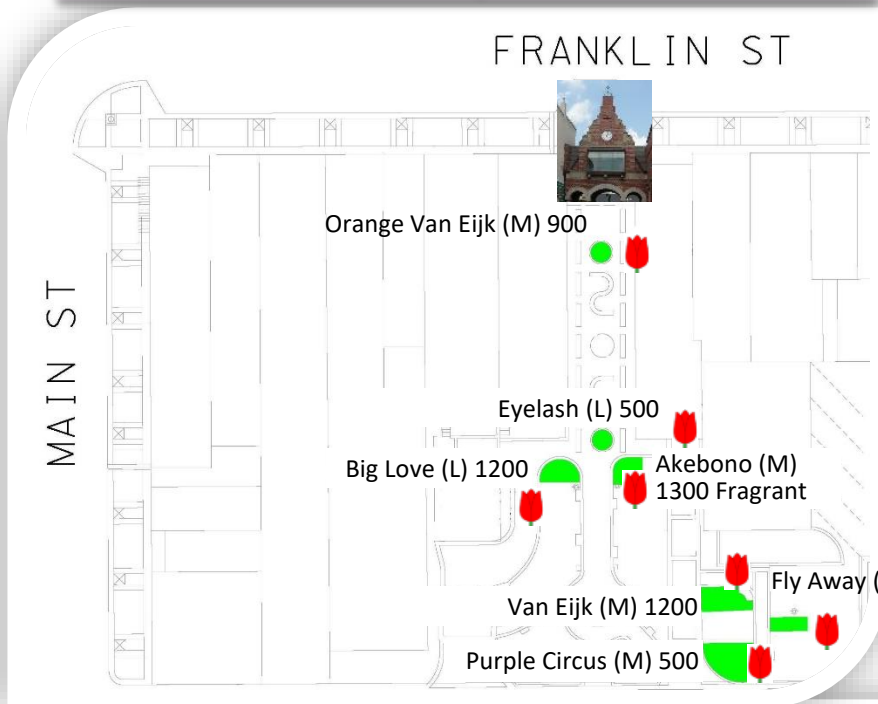 FRANKLIN ST
MAIN ST
Orange Van Eijk (M) 900
Eyelash (L) 500
Big Love (L) 1200
Akebono (M)
1300 Fragrant
Fly Away (
Van Eijk (M) 1200
Purple Circus (M) 500